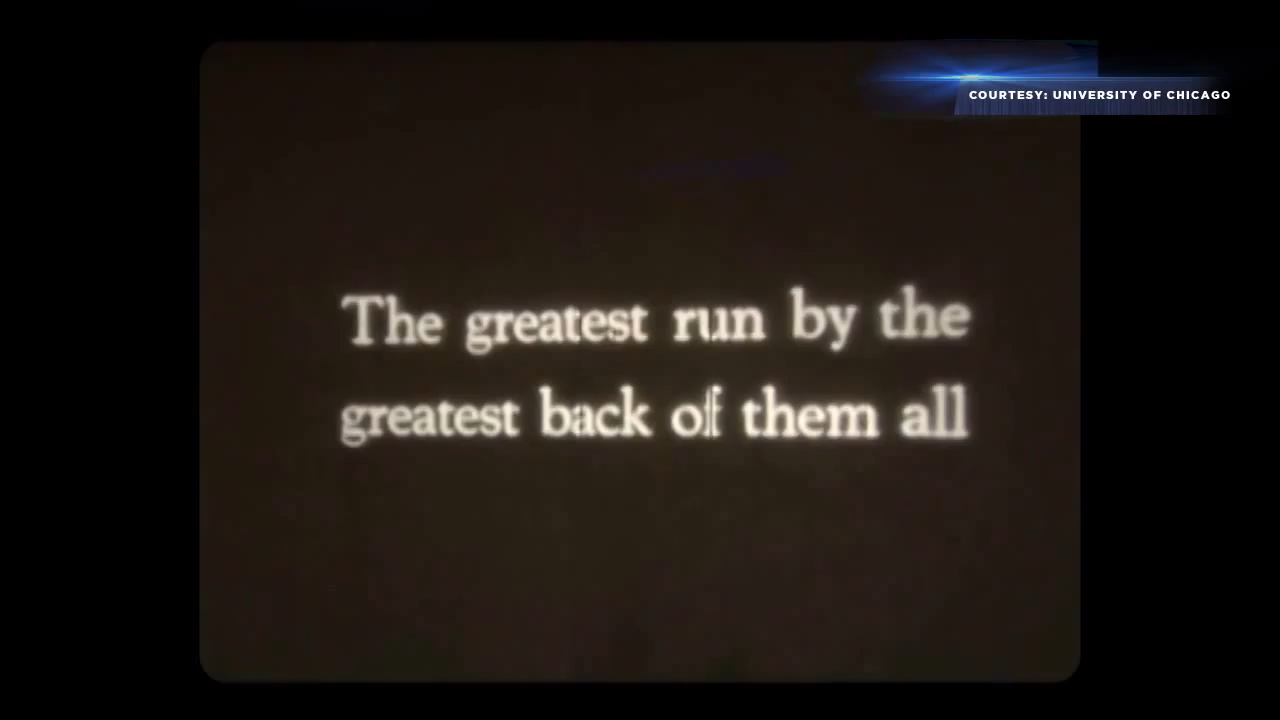 COURTESY: UNIVERSITY OF CHICAGO
The greatest run by the
greatest back of them all